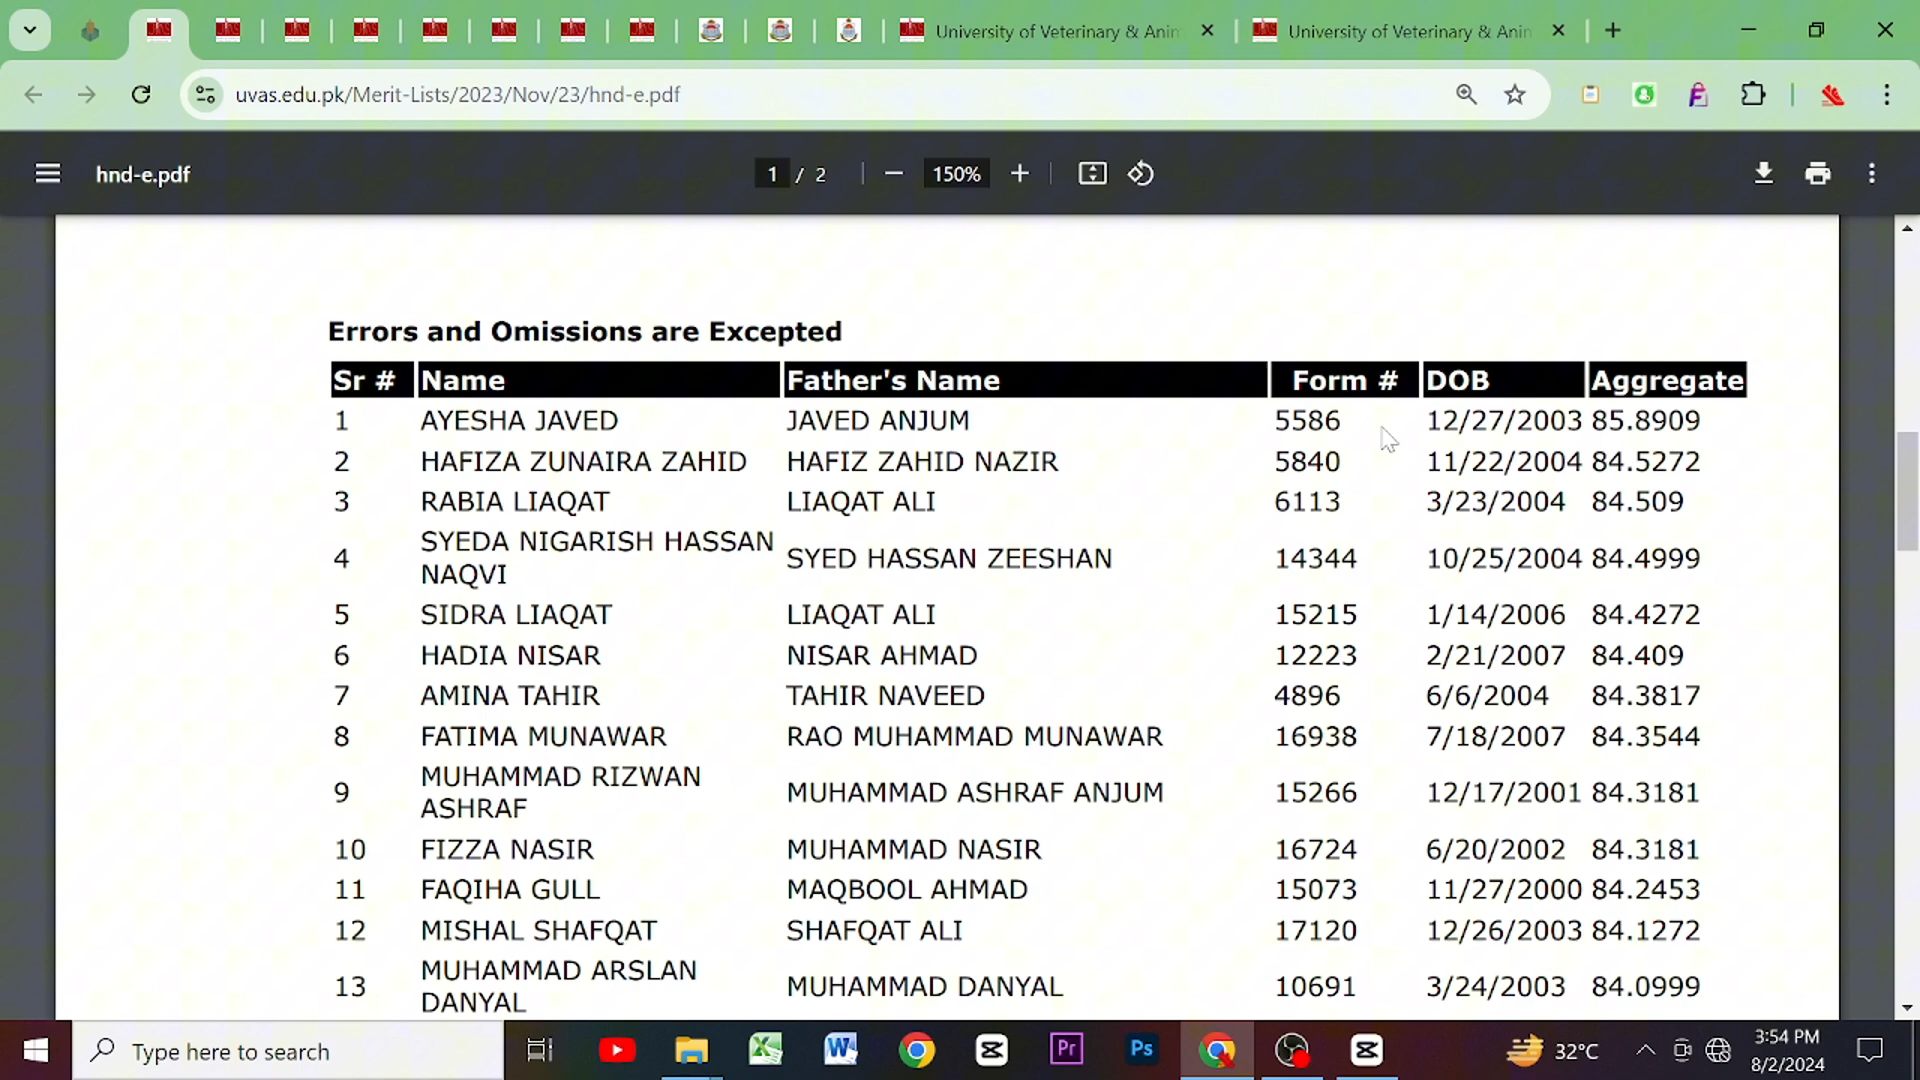 University of Veterinary & Anim
University of Veterinary & Anim
uvas.edu.pk/Merit-Lists/2023/Nov/23/hnd-e.pdf
hnd-e.pdf
1 / 2
150%
Errors and Omissions are Excepted
Sr # Name Father's Name Form # DOB Aggregate
1 AYESHA JAVED JAVED ANJUM 5586 12/27/2003 85.8909
2 HAFIZA ZUNAIRA ZAHID HAFIZ ZAHID NAZIR 5840 11/22/2004 84.5272
3 RABIA LIAQAT LIAQAT ALI 6113 3/23/2004 84.509
4 SYEDA NIGARISH HASSAN SYED HASSAN ZEESHAN 14344 10/25/2004 84.4999
NAQVI
5 SIDRA LIAQAT LIAQAT ALI 15215 1/14/2006 84.4272
6 HADIA NISAR NISAR AHMAD 12223 2/21/2007 84.409
7 AMINA TAHIR TAHIR NAVEED 4896 6/6/2004 84.3817
8 FATIMA MUNAWAR RAO MUHAMMAD MUNAWAR 16938 7/18/2007 84.3544
9 MUHAMMAD RIZWAN MUHAMMAD ASHRAF ANJUM 15266 12/17/2001 84.3181
ASHRAF
10 FIZZA NASIR MUHAMMAD NASIR 16724 6/20/2002 84.3181
11 FAQIHA GULL MAQBOOL AHMAD 15073 11/27/2000 84.2453
12 MISHAL SHAFQAT SHAFQAT ALI 17120 12/26/2003 84.1272
13 MUHAMMAD ARSLAN MUHAMMAD DANYAL 10691 3/24/2003 84.0999
DANYAL
Type here to search
Pr
Ps
32°C
3:54 PM
8/2/2024